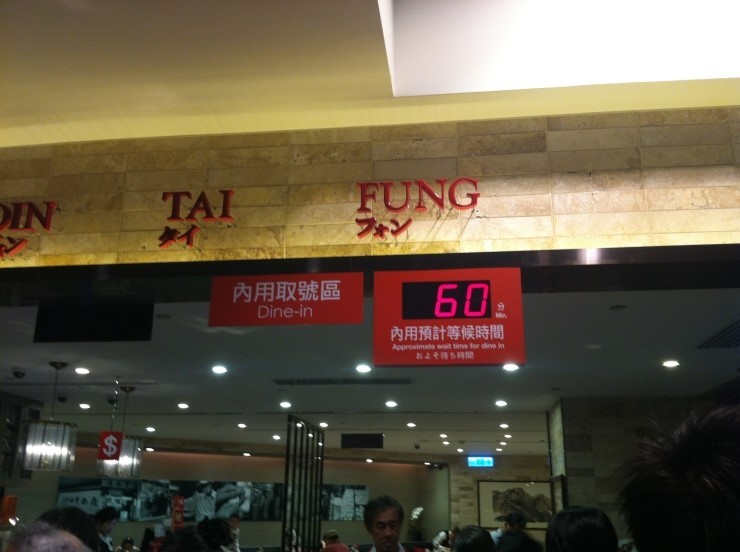 DIN TAI FUNG
ン タイ フォン
內用取號區
Dine-in
60 分
Min
內用預計等候時間
Approximate wait time for dine in
およそ待ち時間
$